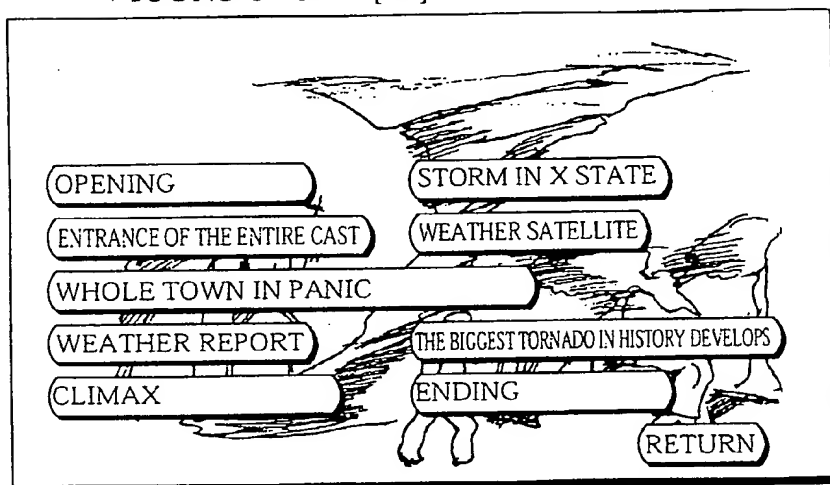 OPENING
STORM IN X STATE
ENTRANCE OF THE ENTIRE CAST
WEATHER SATELLITE
WHOLE TOWN IN PANIC
WEATHER REPORT
THE BIGGEST TORNADO IN HISTORY DEVELOPS
CLIMAX
ENDING
RETURN